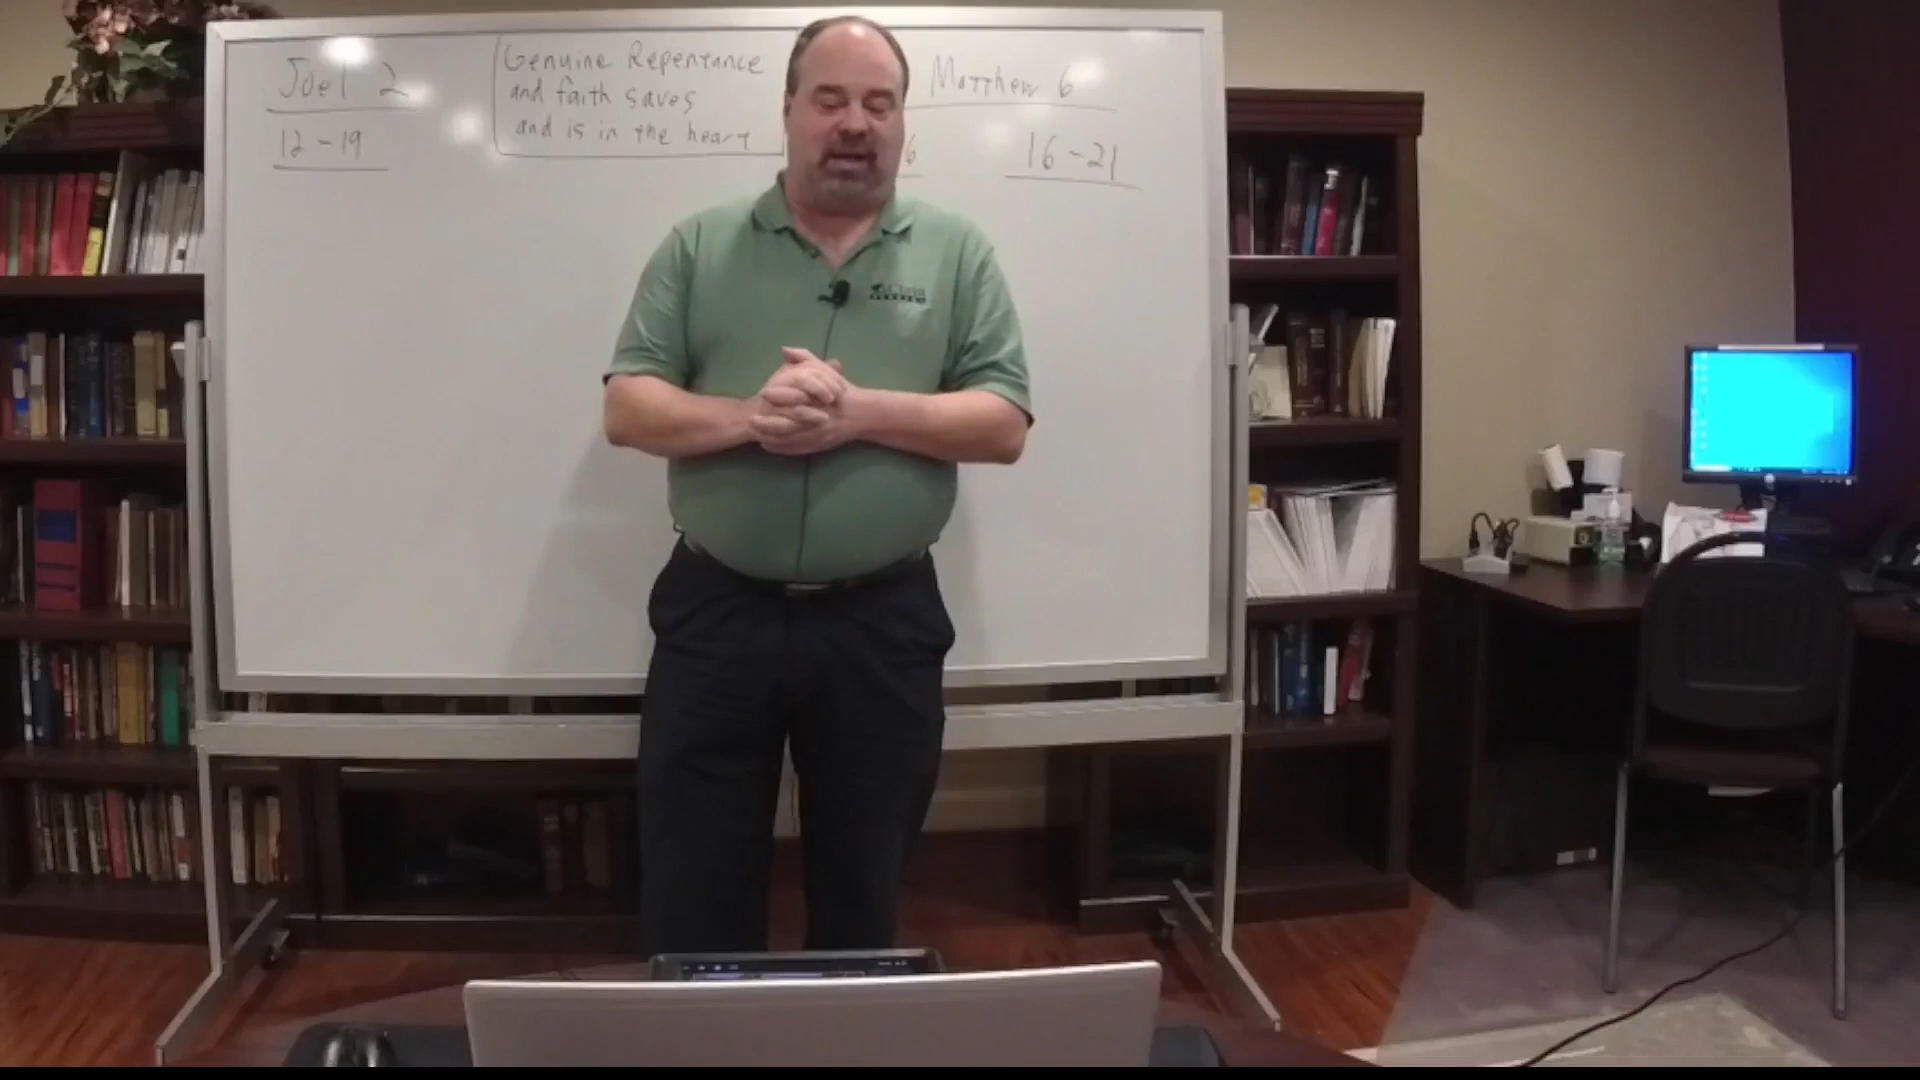 Joel 2
12-19
Genuine Repentance
and faith saves
and is in the heart
Matthew 6
6
16-21